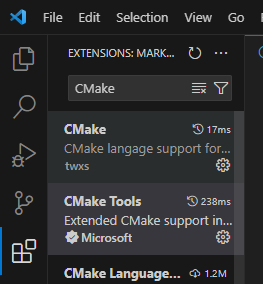 File Edit Selection View Go
EXTENSIONS: MARK...
CMake
CMake 17ms
CMake langage support for...
twxs
CMake Tools 238ms
Extended CMake support in...
Microsoft
CMake Language... 1.2M